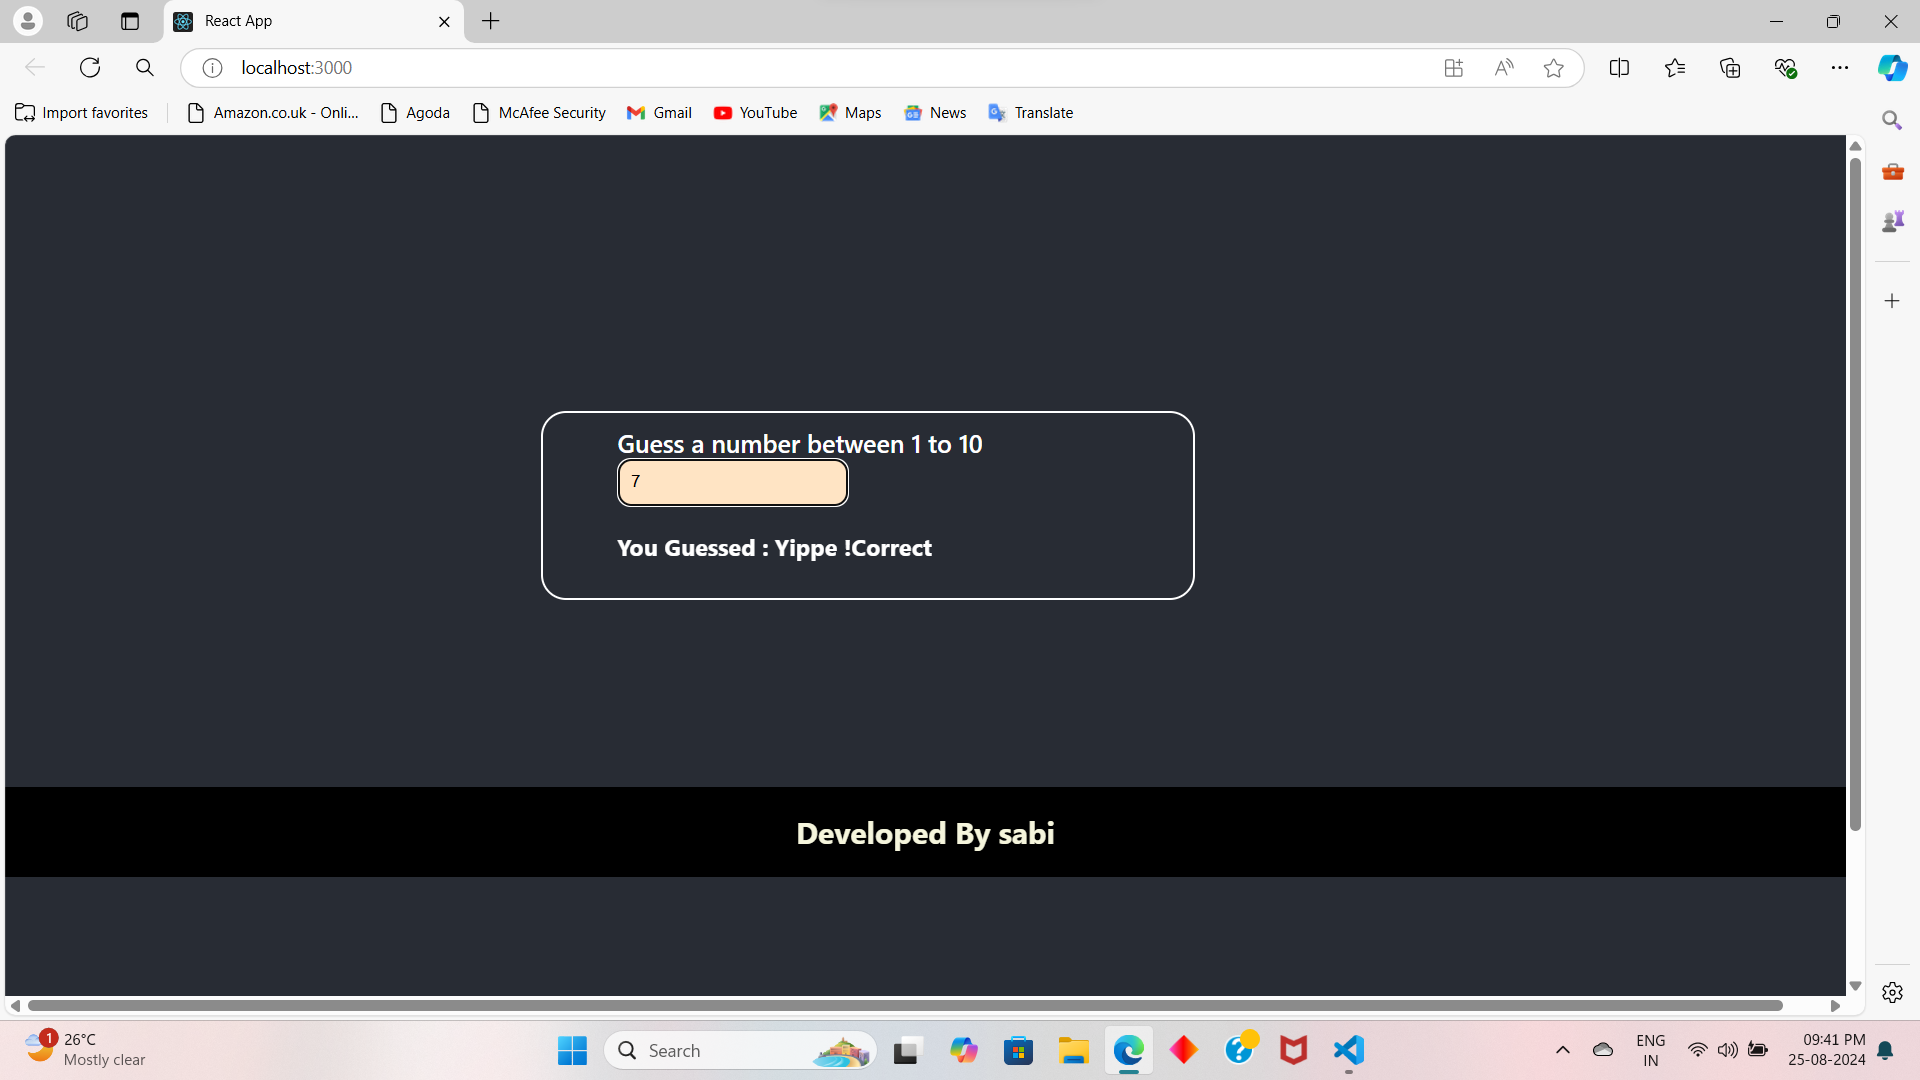 React App
localhost:3000
Import favorites
Amazon.co.uk - Onli...
Agoda
McAfee Security
Gmail
YouTube
Maps
News
Translate
Guess a number between 1 to 10
7
You Guessed : Yippe !Correct
Developed By sabi
1
26°C
Mostly clear
Search
ENG
IN
09:41 PM
25-08-2024